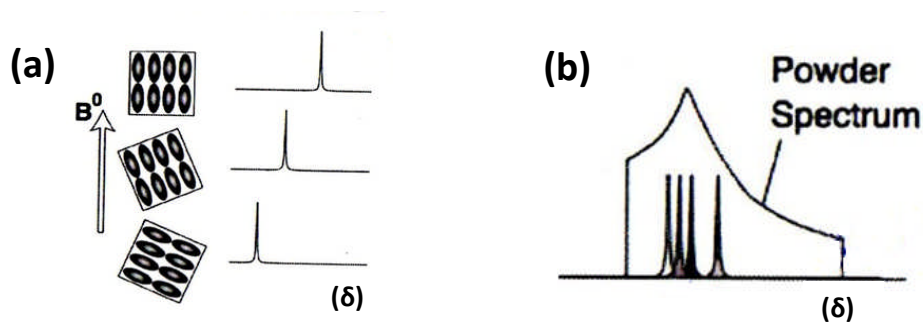 (a)
B⁰
(δ)
(b)
Powder
Spectrum
(δ)